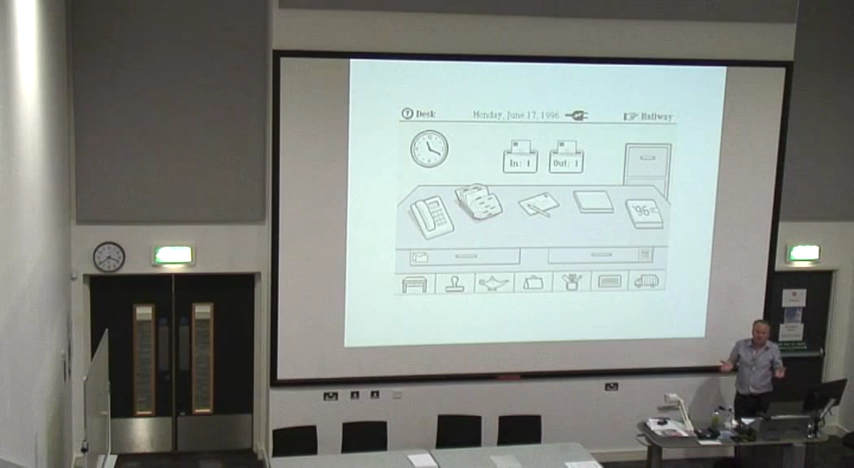 ? Desk
Monday, June 17, 1996
Hallway
In: 1
Out: 1
'96